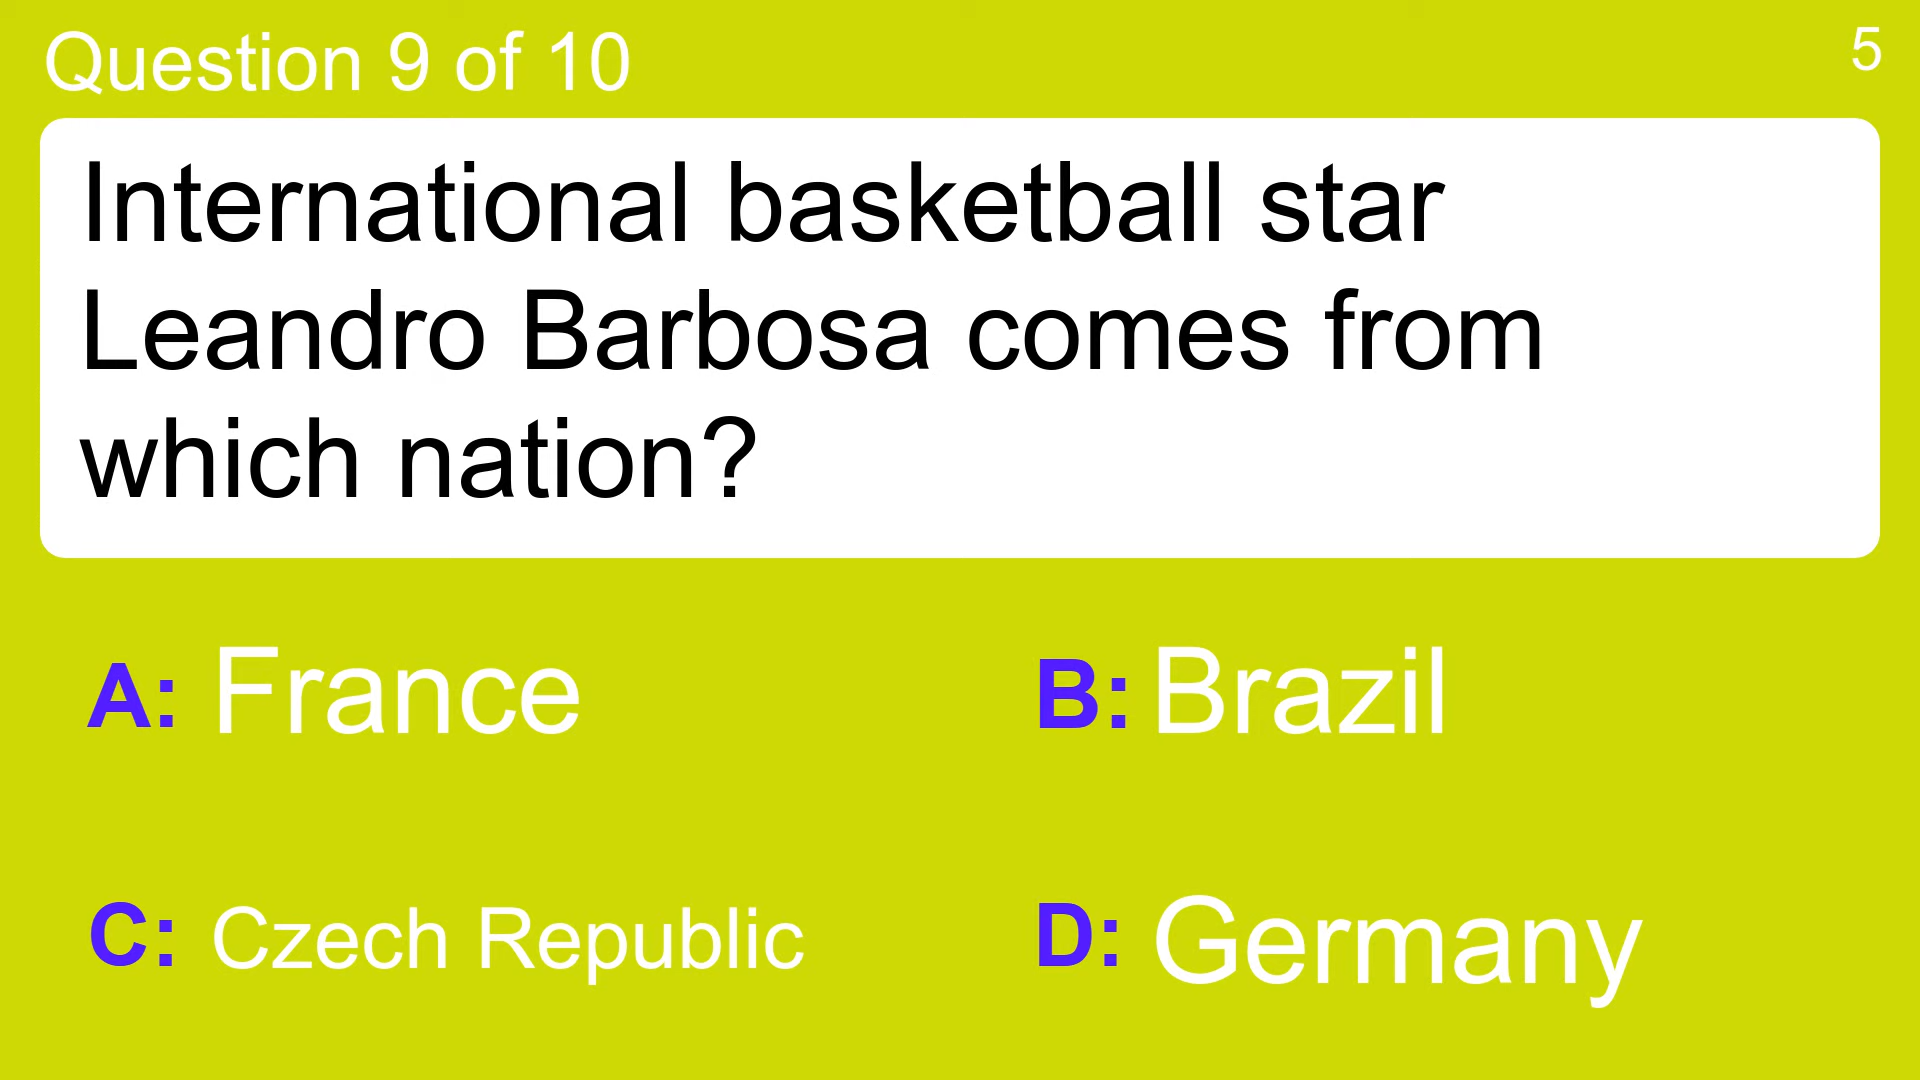 Question 9 of 10
5
International basketball star
Leandro Barbosa comes from
which nation?
A: France
B: Brazil
C: Czech Republic
D: Germany